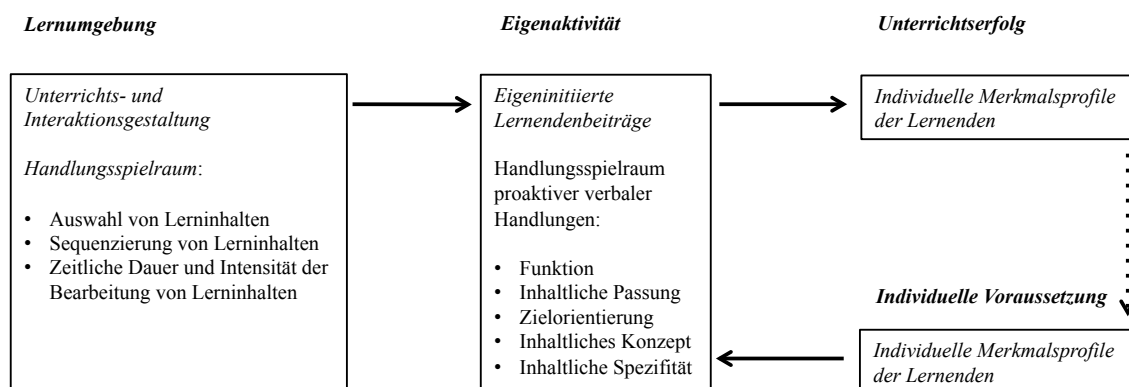 Lernumgebung
Eigenaktivität
Unterrichtserfolg
Unterrichts- und
Interaktionsgestaltung
Handlungsspielraum:
• Auswahl von Lerninhalten
• Sequenzierung von Lerninhalten
• Zeitliche Dauer und Intensität der
Bearbeitung von Lerninhalten
Eigeninitiierte
Lernendenbeiträge
Handlungsspielraum
proaktiver verbaler
Handlungen:
• Funktion
• Inhaltliche Passung
• Zielorientierung
• Inhaltliches Konzept
• Inhaltliche Spezifität
Individuelle Merkmalsprofile
der Lernenden
Individuelle Voraussetzung
Individuelle Merkmalsprofile
der Lernenden